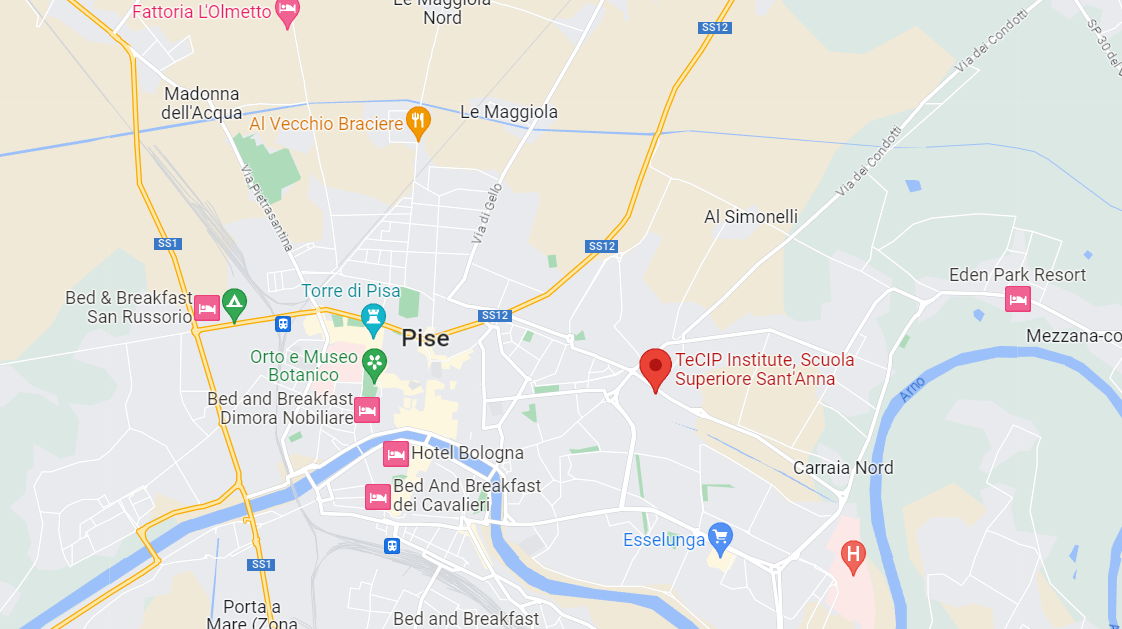 Fattoria L'Olmetto
Le Maggiola
Nord
SS12
Via dei Condotti
SP 30 del
Madonna
dell'Acqua
Al Vecchio Braciere
Le Maggiola
Via dei Condotti
Via Pietrasantina
Via di Gello
Al Simonelli
SS1
SS12
Eden Park Resort
Bed & Breakfast
San Russorio
Torre di Pisa
SS12
Pise
Mezzana-co
Orto e Museo
Botanico
TeCIP Institute, Scuola
Superiore Sant'Anna
Arno
Bed and Breakfast
Dimora Nobiliare
Hotel Bologna
Carraia Nord
Bed And Breakfast
dei Cavalieri
Esselunga
H
SS1
Porta a
Mare (Zona
Bed and Breakfast